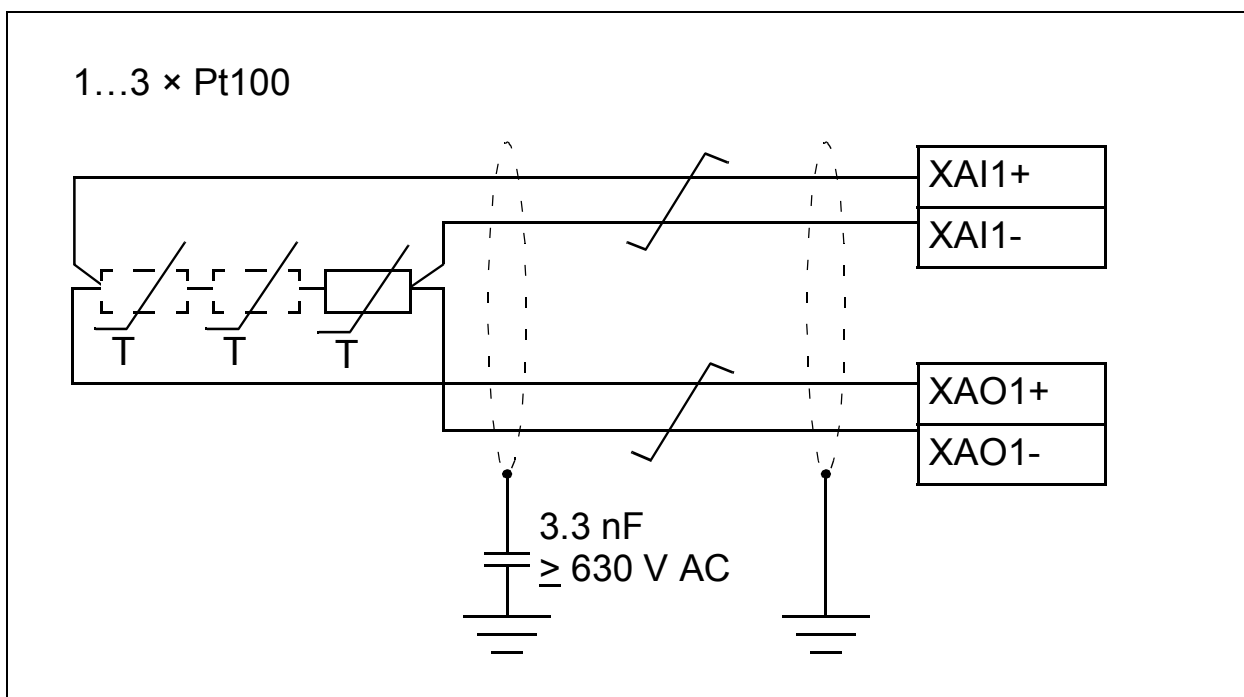 1…3 × Pt100
XAI1+
XAI1-
T
T
T
XAO1+
XAO1-
3.3 nF
≥ 630 V AC